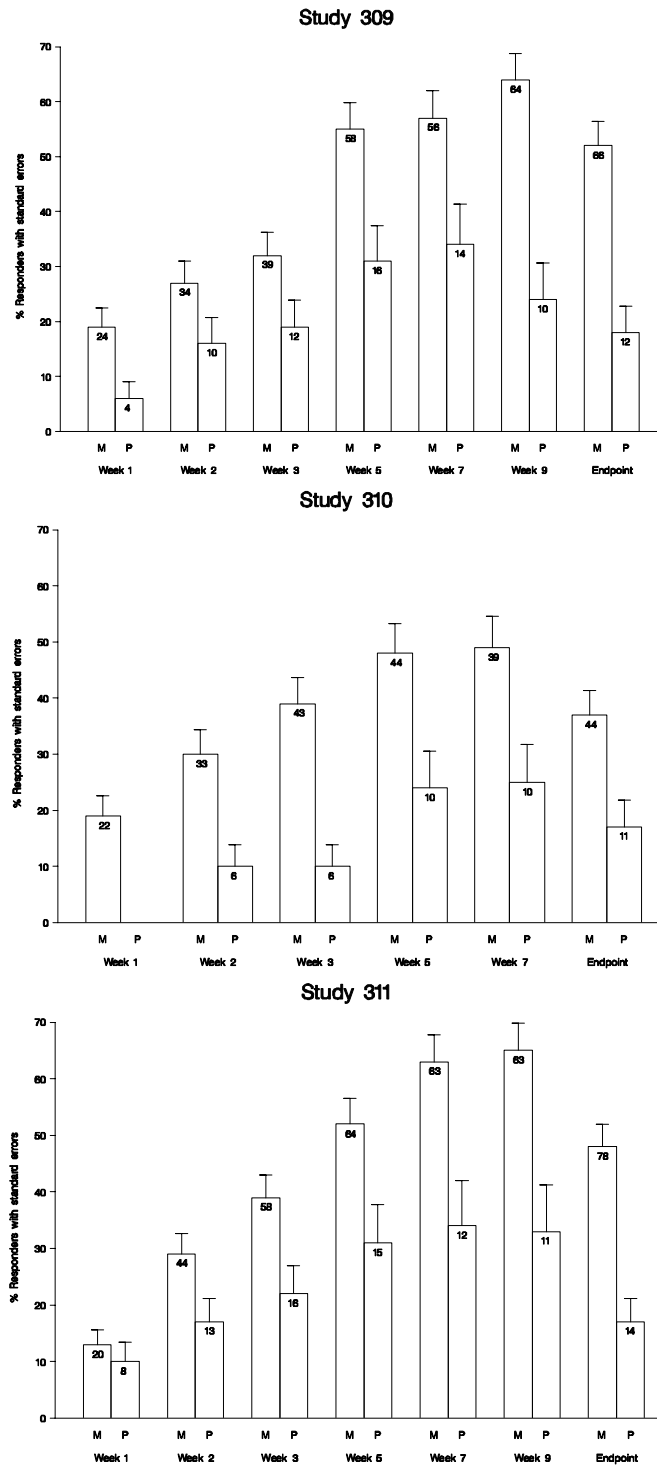 Study 309
% Responders with standard errors
70
60
50
40
30
20
10
0
24 4 34 10 39 12 58 16 56 14 64 10 66 12
M P M P M P M P M P M P M P
Week 1 Week 2 Week 3 Week 5 Week 7 Week 9 Endpoint
Study 310
% Responders with standard errors
70
60
50
40
30
20
10
0
22 33 6 43 6 44 10 39 10 44 11
M P M P M P M P M P M P
Week 1 Week 2 Week 3 Week 5 Week 7 Endpoint
Study 311
% Responders with standard errors
70
60
50
40
30
20
10
0
20 8 44 13 58 16 64 15 63 12 63 11 78 14
M P M P M P M P M P M P M P
Week 1 Week 2 Week 3 Week 5 Week 7 Week 9 Endpoint